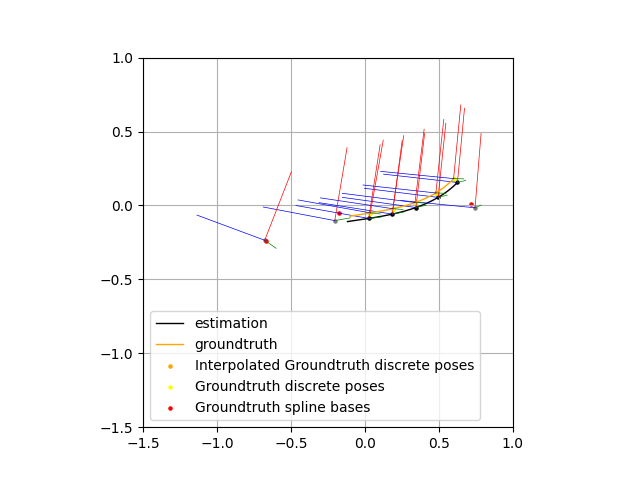 1.0
0.5
0.0
−0.5
−1.0
−1.5
estimation
groundtruth
Interpolated Groundtruth discrete poses
Groundtruth discrete poses
Groundtruth spline bases
−1.5 −1.0 −0.5 0.0 0.5 1.0